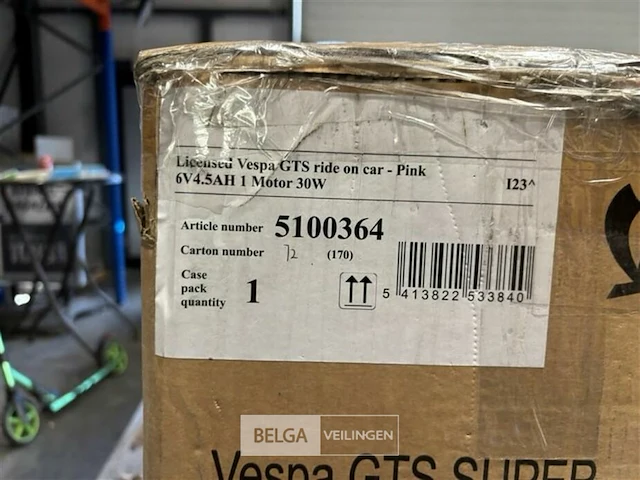 Licensed Vespa GTS ride on car - Pink
6V4.5AH 1 Motor 30W I23^
Article number 5100364
Carton number 72 (170)
Case
pack
quantity 1
5 413822 533840
BELGA VEILINGEN
Vespa GTS SUPER